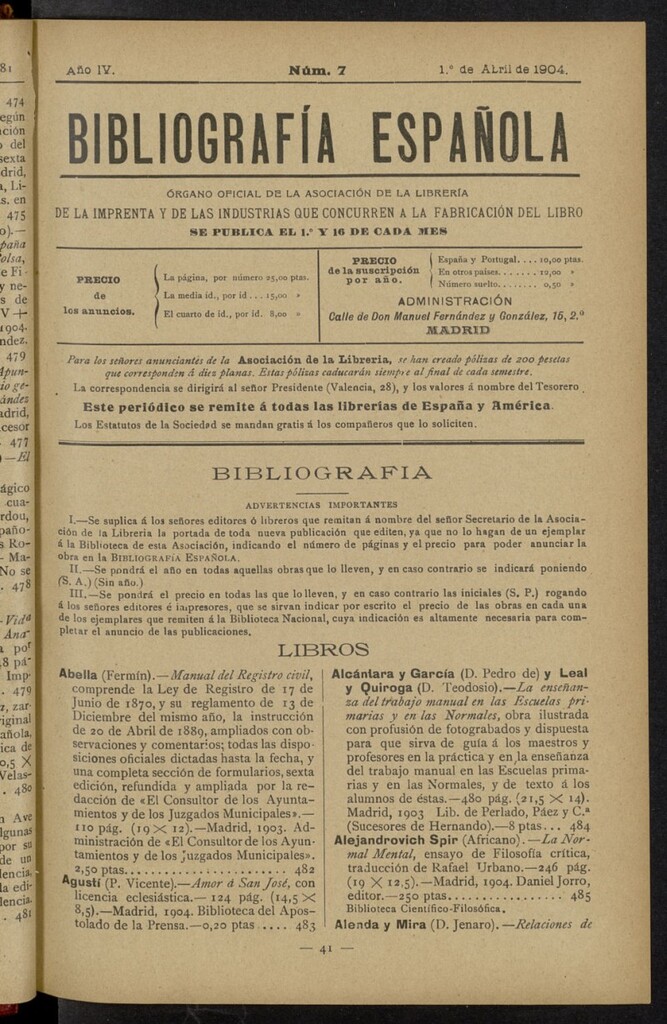 Año IV.
Núm. 7
1.º de Abril de 1904.
BIBLIOGRAFÍA ESPAÑOLA
ÓRGANO OFICIAL DE LA ASOCIACIÓN DE LA LIBRERÍA
DE LA IMPRENTA Y DE LAS INDUSTRIAS QUE CONCURREN A LA FABRICACIÓN DEL LIBRO
SE PUBLICA EL 1.º Y 16 DE CADA MES
PRECIO
de
los anuncios.
La página, por número 25,00 ptas.
La media id., por id . . . 15,00 »
El cuarto de id., por id. 8,00 »
PRECIO
de la suscripción
por año.
España y Portugal. . . . 10,00 ptas.
En otros países. . . . . . . 12,00 »
Número suelto. . . . . . . 0,50 »
ADMINISTRACIÓN
Calle de Don Manuel Fernández y González, 16, 2.º
MADRID
Para los señores anunciantes de la Asociación de la Librería, se han creado pólizas de 200 pesetas
que corresponden á diez planas. Estas pólizas caducarán siempre al final de cada semestre.
La correspondencia se dirigirá al señor Presidente (Valencia, 28), y los valores á nombre del Tesorero.
Este periódico se remite á todas las librerías de España y América.
Los Estatutos de la Sociedad se mandan gratis á los compañeros que lo soliciten.
BIBLIOGRAFIA
ADVERTENCIAS IMPORTANTES
I.—Se suplica á los señores editores ó libreros que remitan á nombre del señor Secretario de la Asocia-
ción de la Librería la portada de toda nueva publicación que editen, ya que no lo hagan de un ejemplar
á la Biblioteca de esta Asociación, indicando el número de páginas y el precio para poder anunciar la
obra en la BIBLIOGRAFÍA ESPAÑOLA.
II.—Se pondrá el año en todas aquellas obras que lo lleven, y en caso contrario se indicará poniendo
(S. A.) (Sin año.)
III.—Se pondrá el precio en todas las que lo lleven, y en caso contrario las iniciales (S. P.) rogando
á los señores editores é impresores, que se sirvan indicar por escrito el precio de las obras en cada una
de los ejemplares que remiten á la Biblioteca Nacional, cuya indicación es altamente necesaria para com-
pletar el anuncio de las publicaciones.
LIBROS
Abella (Fermín).—Manual del Registro civil,
comprende la Ley de Registro de 17 de
Junio de 1870, y su reglamento de 13 de
Diciembre del mismo año, la instrucción
de 20 de Abril de 1889, ampliados con ob-
servaciones y comentarios; todas las dispo-
siciones oficiales dictadas hasta la fecha, y
una completa sección de formularios, sexta
edición, refundida y ampliada por la re-
dacción de «El Consultor de los Ayunta-
mientos y de los Juzgados Municipales».—
110 pág. (19 × 12).—Madrid, 1903. Ad-
ministración de «El Consultor de los Ayun-
tamientos y de los Juzgados Municipales».
2,50 ptas. . . . . . . . . . . . . . . . . . . . . . . 482
Agustí (P. Vicente).—Amor á San José, con
licencia eclesiástica.— 124 pág. (14,5 ×
8,5).—Madrid, 1904. Biblioteca del Apos-
tolado de la Prensa.—0,20 ptas . . . . 483
Alcántara y García (D. Pedro de) y Leal
y Quiroga (D. Teodosio).—La enseñan-
za del trabajo manual en las Escuelas pri-
marias y en las Normales, obra ilustrada
con profusión de fotograbados y dispuesta
para que sirva de guía á los maestros y
profesores en la práctica y en la enseñanza
del trabajo manual en las Escuelas prima-
rias y en las Normales, y de texto á los
alumnos de éstas.—480 pág. (21,5 × 14).
Madrid, 1903 Lib. de Perlado, Páez y C.ª
(Sucesores de Hernando).—8 ptas. . . 484
Alejandrovich Spir (Africano).—La Nor-
mal Mental, ensayo de Filosofía crítica,
traducción de Rafael Urbano.—246 pág.
(19 × 12,5).—Madrid, 1904. Daniel Jorro,
editor.—250 ptas. . . . . . . . . . . . . . . 485
Biblioteca Científico-Filosófica.
Alenda y Mira (D. Jenaro).—Relaciones de
— 41 —